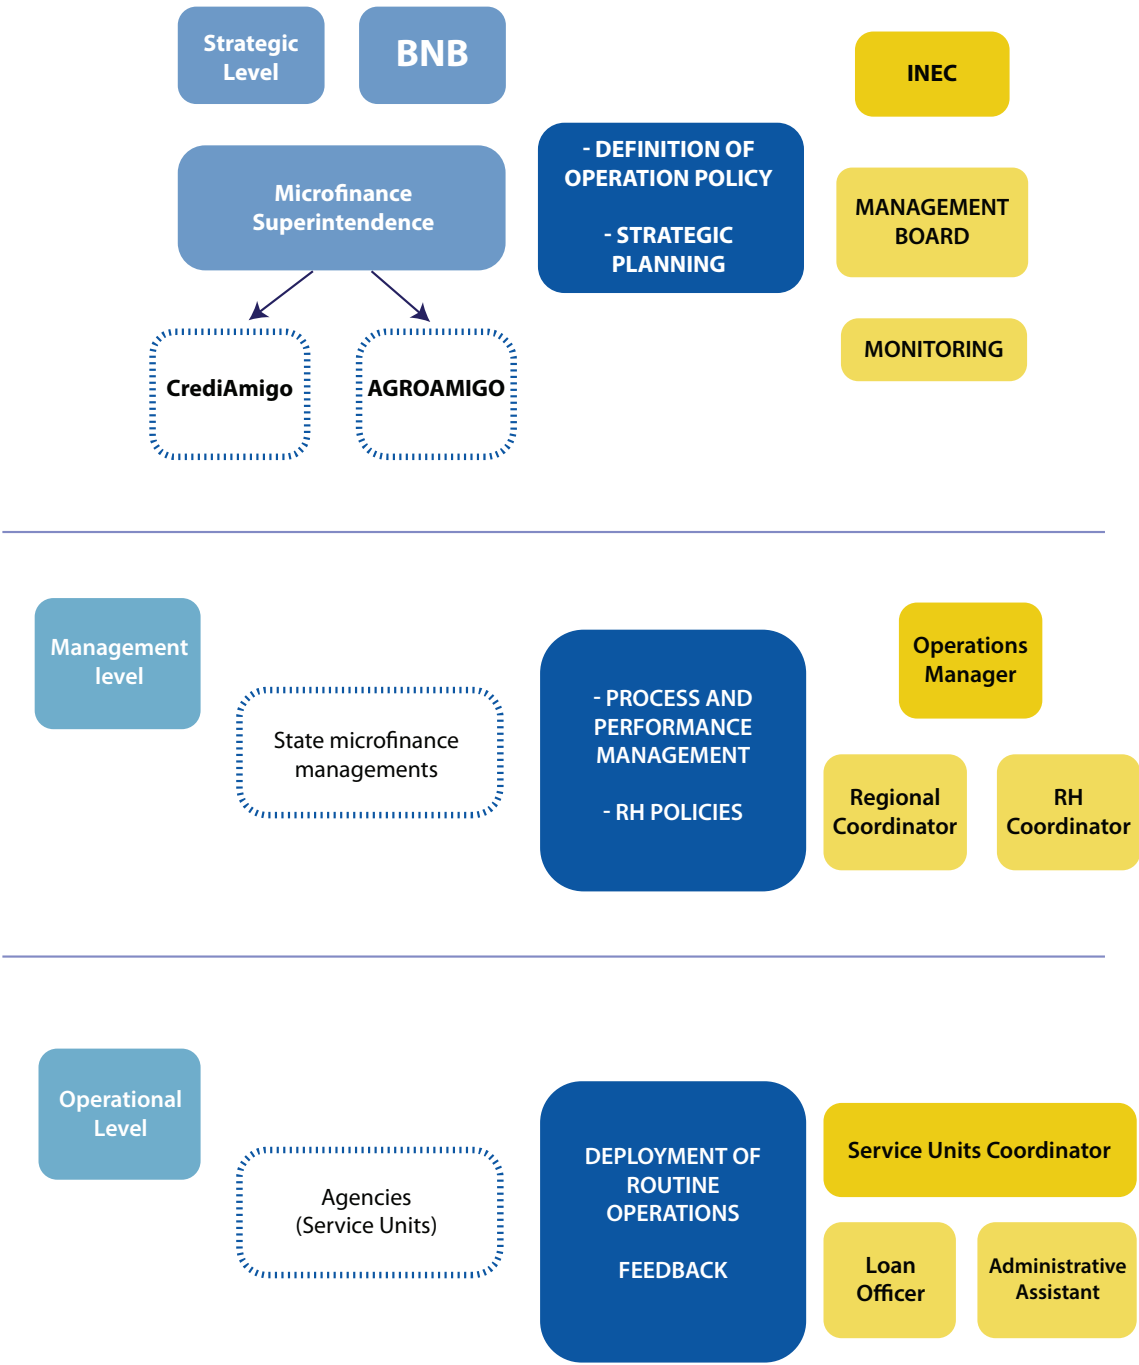 Strategic
Level
BNB
INEC
Microfinance
Superintendence
- DEFINITION OF
OPERATION POLICY
- STRATEGIC
PLANNING
MANAGEMENT
BOARD
MONITORING
CrediAmigo
AGROAMIGO
Management
level
State microfinance
managements
- PROCESS AND
PERFORMANCE
MANAGEMENT
- RH POLICIES
Operations
Manager
Regional
Coordinator
RH
Coordinator
Operational
Level
Agencies
(Service Units)
DEPLOYMENT OF
ROUTINE
OPERATIONS
FEEDBACK
Service Units Coordinator
Loan
Officer
Administrative
Assistant